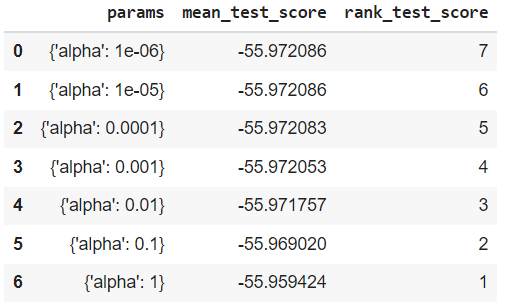 params mean_test_score rank_test_score
0 {'alpha': 1e-06} -55.972086 7
1 {'alpha': 1e-05} -55.972086 6
2 {'alpha': 0.0001} -55.972083 5
3 {'alpha': 0.001} -55.972053 4
4 {'alpha': 0.01} -55.971757 3
5 {'alpha': 0.1} -55.969020 2
6 {'alpha': 1} -55.959424 1